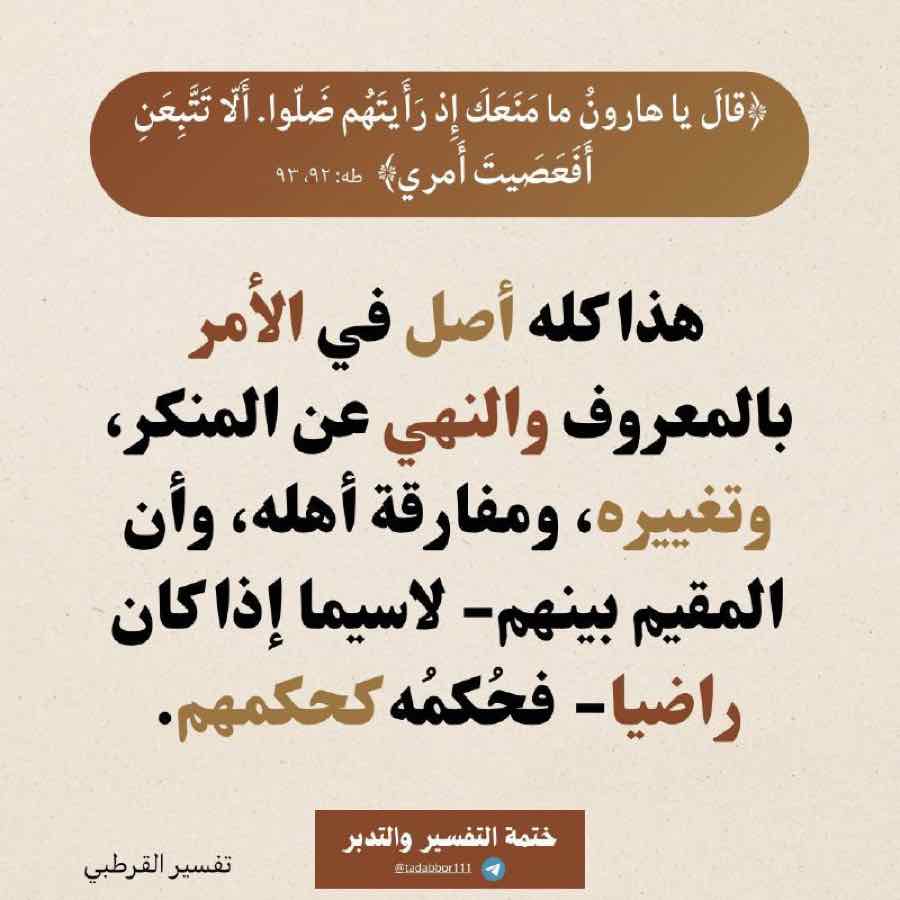 ﴿قالَ يا هارونُ ما مَنَعَكَ إِذ رَأَيتَهُم ضَلّوا. أَلّا تَتَّبِعَنِ
أَفَعَصَيتَ أَمري﴾ طه: ٩٢، ٩٣
هذا كله أصل في الأمر
بالمعروف والنهي عن المنكر،
وتغييره، ومفارقة أهله، وأن
المقيم بينهم- لاسيما إذا كان
راضيا- فحُكمُه كحكمهم.
ختمة التفسير والتدبر
@tadabbor111
تفسير القرطبي